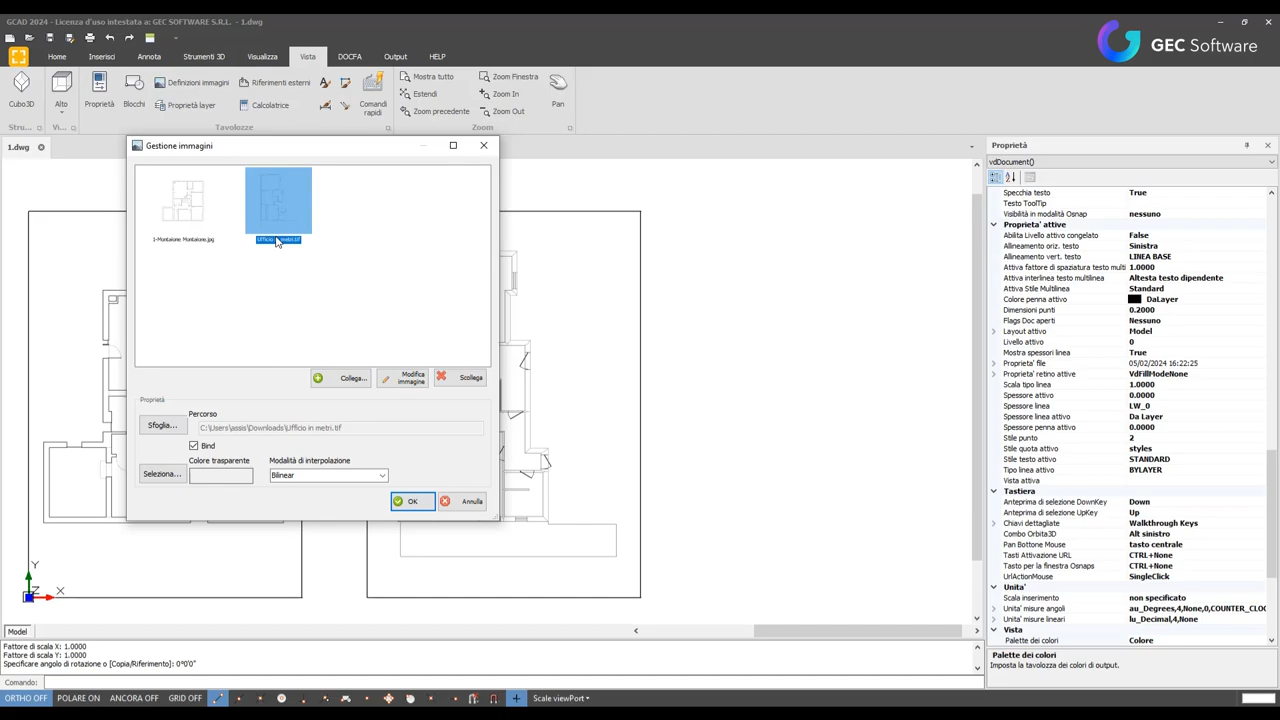 GCAD 2024 - Licenza d'uso intestata a: GEC SOFTWARE S.R.L. - 1.dwg
GEC Software
Home
Inserisci
Annota
Strumenti 3D
Visualizza
Vista
DOCFA
Output
HELP
Cubo3D
Alto
Proprietà
Blocchi
Definizioni immagini
Proprietà layer
Riferimenti esterni
Calcolatrice
Comandi rapidi
Mostra tutto
Estendi
Zoom precedente
Zoom Finestra
Zoom In
Zoom Out
Pan
Stru...
Vi...
Tavolozze
Zoom
1.dwg
Gestione immagini
1-Montaione Montaione.jpg
Ufficio in metri.tif
Collega...
Modifica immagine
Scollega
Proprietà
Percorso
Sfoglia...
C:\Users\assis\Downloads\Ufficio in metri.tif
Bind
Colore trasparente
Modalità di interpolazione
Seleziona...
Bilinear
OK
Annulla
Y
Z
X
Model
Fattore di scala X: 1.0000
Fattore di scala Y: 1.0000
Specificare angolo di rotazione o [Copia/Riferimento]: 0°0'0"
Comando:
ORTHO OFF
POLARE ON
ANCORA OFF
GRID OFF
Scale viewPort
Proprietà
vdDocument()
Specchia testo True
Testo ToolTip
Visibilità in modalità Osnap nessuno
Proprieta' attive
Abilita Livello attivo congelato False
Allineamento oriz. testo Sinistra
Allineamento vert. testo LINEA BASE
Attiva fattore di spaziatura testo multi 1.0000
Attiva interlinea testo multilinea Altesta testo dipendente
Attiva Stile Multilinea Standard
Colore penna attivo DaLayer
Dimensioni punti 0.2000
Flags Doc aperti Nessuno
Layout attivo Model
Livello attivo 0
Mostra spessori linea True
Proprieta' file 05/02/2024 16:22:25
Proprieta' retino attive VdFillModeNone
Scala tipo linea 1.0000
Spessore attivo 0.0000
Spessore linea LW_0
Spessore linea attivo Da Layer
Spessore penna attivo 0.0000
Stile punto 2
Stile quota attivo styles
Stile testo attivo STANDARD
Tipo linea attivo BYLAYER
Vista attiva
Tastiera
Anteprima di selezione DownKey Down
Anteprima di selezione UpKey Up
Chiavi dettagliate Walkthrough Keys
Combo Orbita3D Alt sinistro
Pan Bottone Mouse tasto centrale
Tasti Attivazione URL CTRL+None
Tasto per la finestra Osnaps CTRL+None
UrlActionMouse SingleClick
Unita'
Scala inserimento non specificato
Unita' misure angoli au_Degrees,4,None,0,COUNTER_CLO
Unita' misure lineari lu_Decimal,4,None
Vista
Palette dei colori Colore
Palette dei colori
Imposta la tavolozza dei colori di output.